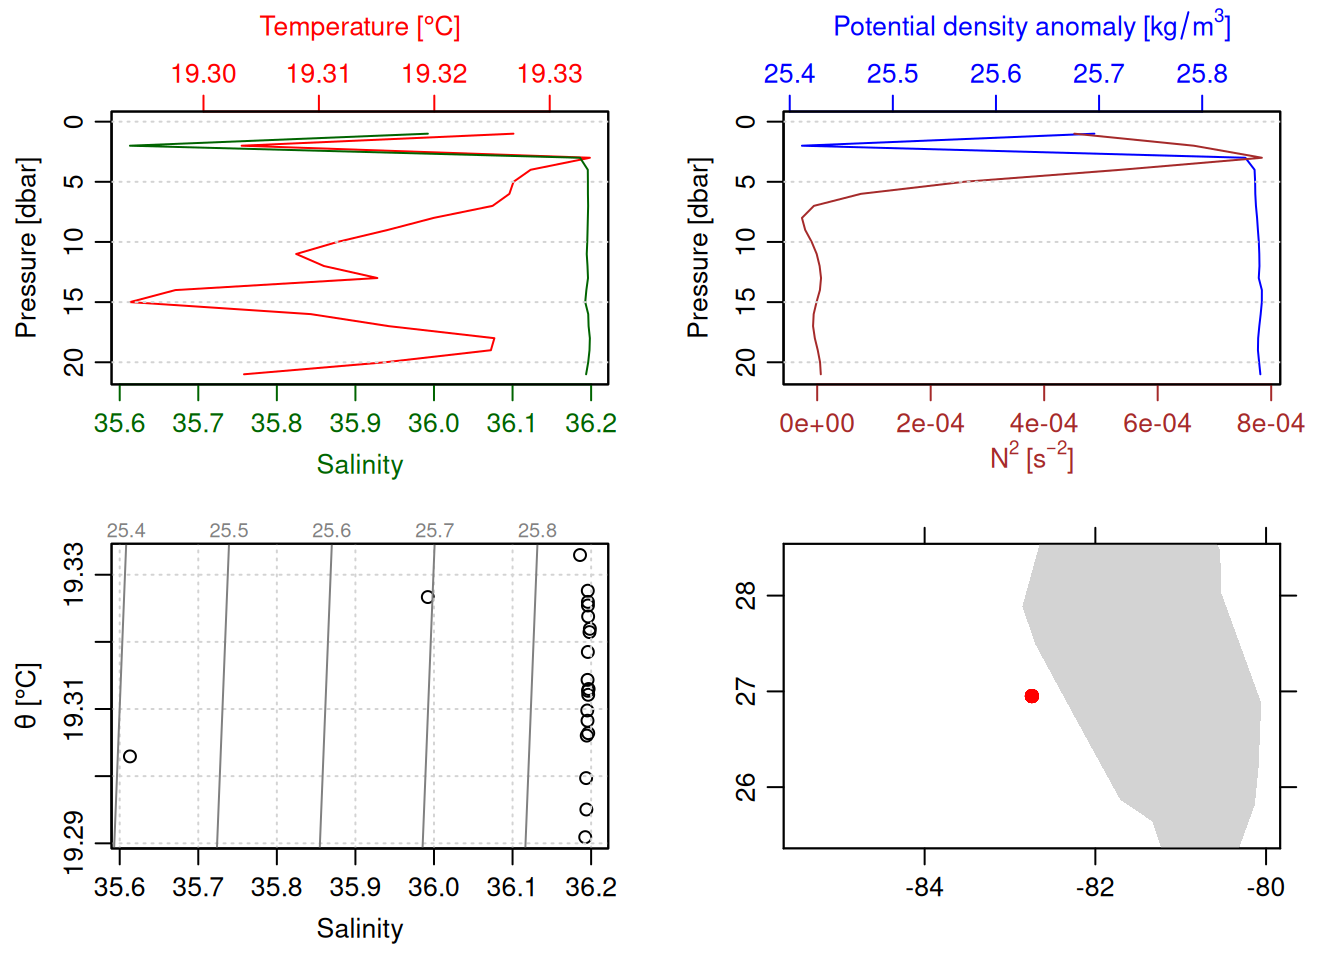 Temperature [°C]
19.30 19.31 19.32 19.33
Pressure [dbar]
0
5
10
15
20
35.6 35.7 35.8 35.9 36.0 36.1 36.2
Salinity
Potential density anomaly [kg/m³]
25.4 25.5 25.6 25.7 25.8
Pressure [dbar]
0
5
10
15
20
0e+00 2e-04 4e-04 6e-04 8e-04
N² [s⁻²]
25.4 25.5 25.6 25.7 25.8
θ [°C]
19.33
19.31
19.29
35.6 35.7 35.8 35.9 36.0 36.1 36.2
Salinity
28
27
26
-84 -82 -80